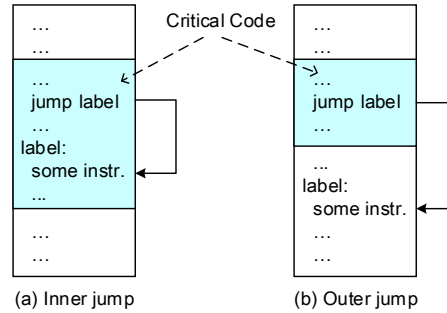 Critical Code
…
…
…
jump label
…
label:
some instr.
...
…
…
(a) Inner jump
…
…
…
jump label
…
...
label:
some instr.
…
…
(b) Outer jump